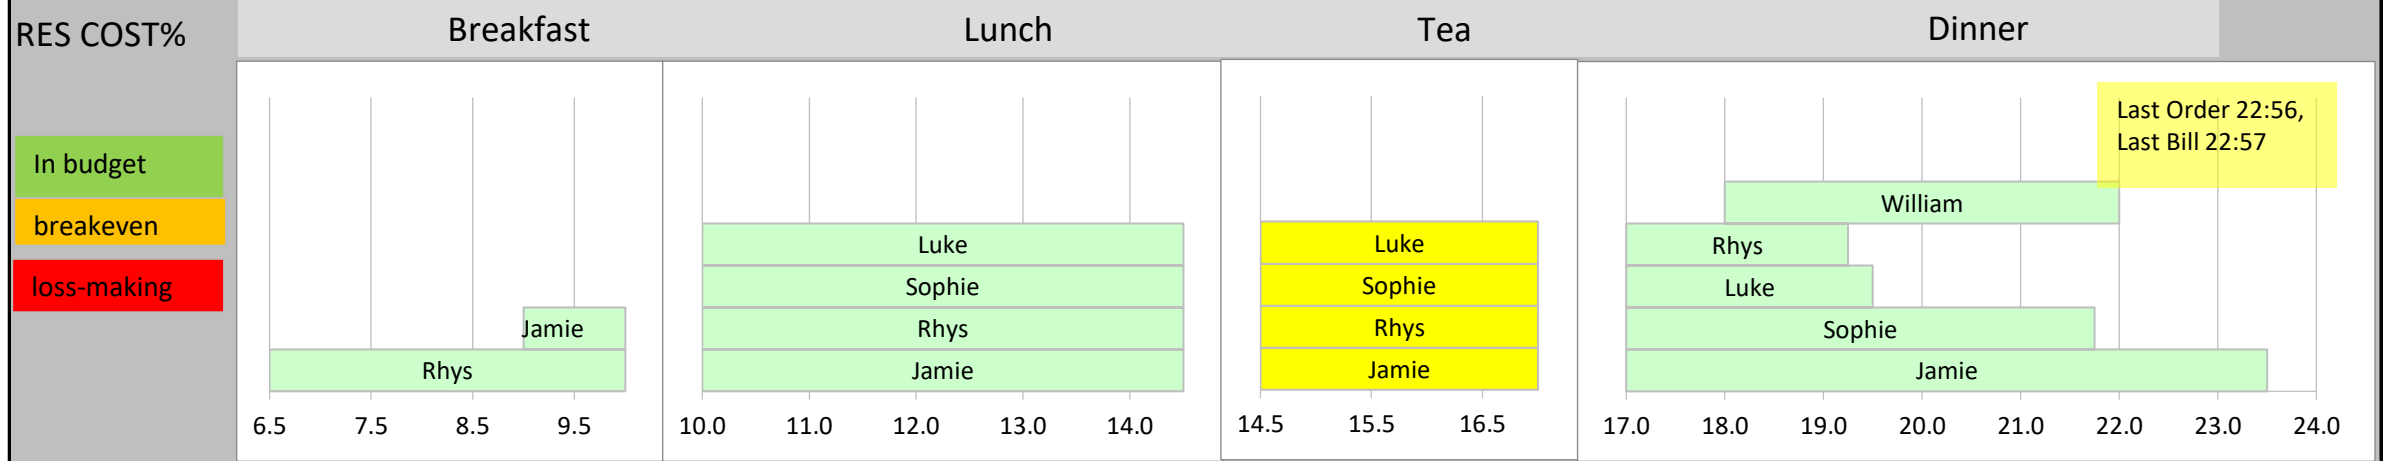 RES COST%
Breakfast
Lunch
Tea
Dinner
In budget
breakeven
loss-making
Jamie
Rhys
6.5 7.5 8.5 9.5
Luke
Sophie
Rhys
Jamie
10.0 11.0 12.0 13.0 14.0
Luke
Sophie
Rhys
Jamie
14.5 15.5 16.5
Last Order 22:56,
Last Bill 22:57
William
Rhys
Luke
Sophie
Jamie
17.0 18.0 19.0 20.0 21.0 22.0 23.0 24.0